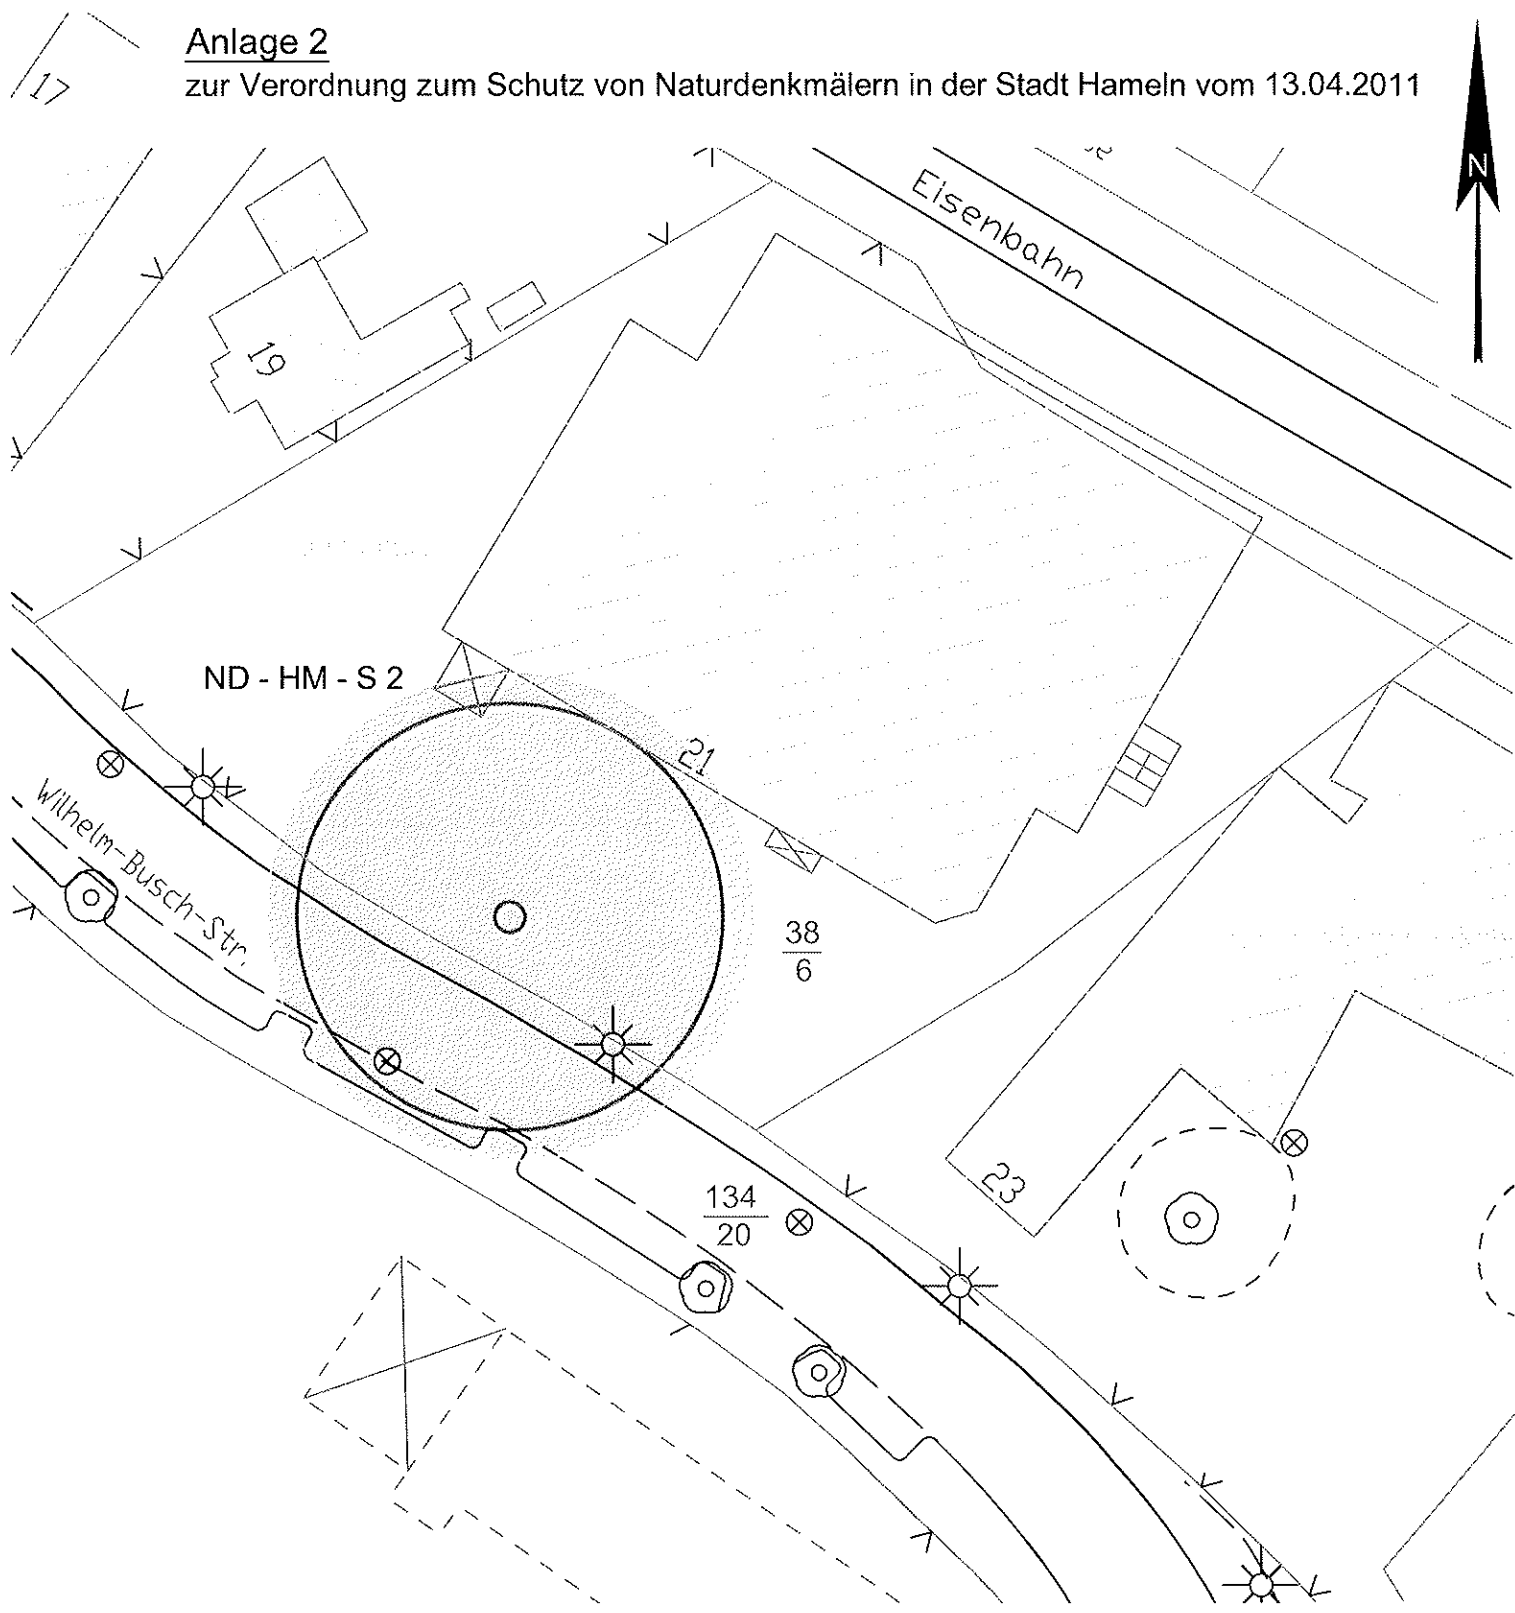 Anlage 2
zur Verordnung zum Schutz von Naturdenkmälern in der Stadt Hameln vom 13.04.2011
17
N
Eisenbahn
19
ND - HM - S 2
21
Wilhelm-Busch-Str.
38
6
23
134
20